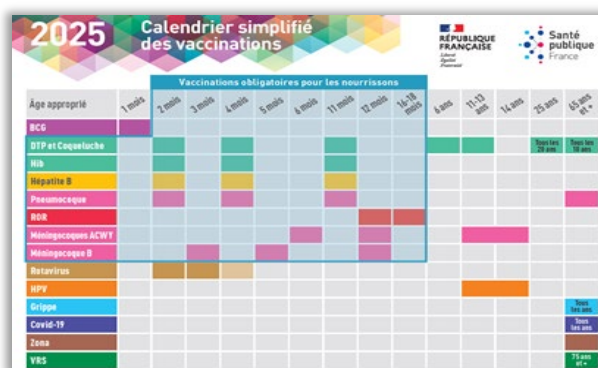 2025
Calendrier simplifié
des vaccinations
RÉPUBLIQUE
FRANÇAISE
Liberté
Égalité
Fraternité
Santé
publique
France
Vaccinations obligatoires pour les nourrissons
Âge approprié
1 mois
2 mois
3 mois
4 mois
5 mois
6 mois
11 mois
12 mois
16-18
mois
6 ans
11-13
ans
14 ans
25 ans
65 ans
et +
BCG
DTP et Coqueluche
Tous les
20 ans
Tous les
10 ans
Hib
Hépatite B
Pneumocoque
ROR
Méningocoques ACWY
Méningocoque B
Rotavirus
HPV
Grippe
Tous
les ans
Covid-19
Tous
les ans
Zona
VRS
75 ans
et +